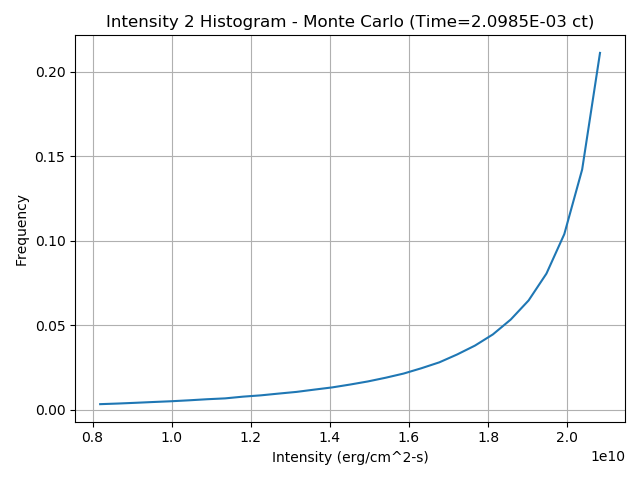 Intensity 2 Histogram - Monte Carlo (Time=2.0985E-03 ct)
Frequency
0.20
0.15
0.10
0.05
0.00
0.8 1.0 1.2 1.4 1.6 1.8 2.0
1e10
Intensity (erg/cm^2-s)